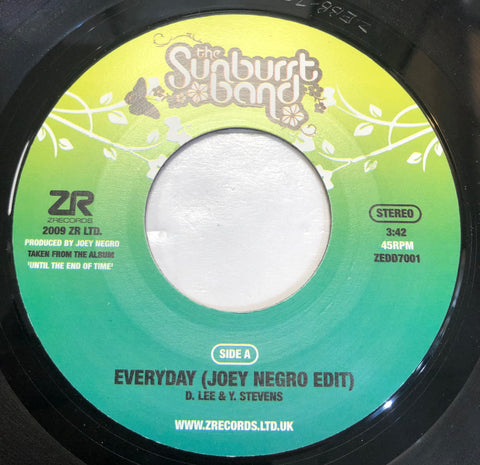 the
Sunburst
band
ZR
ZRECORDS
2009 ZR LTD.
PRODUCED BY JOEY NEGRO
TAKEN FROM THE ALBUM
'UNTIL THE END OF TIME'
STEREO
3:42
45RPM
ZEDD7001
SIDE A
EVERYDAY (JOEY NEGRO EDIT)
D. LEE & Y. STEVENS
WWW.ZRECORDS.LTD.UK